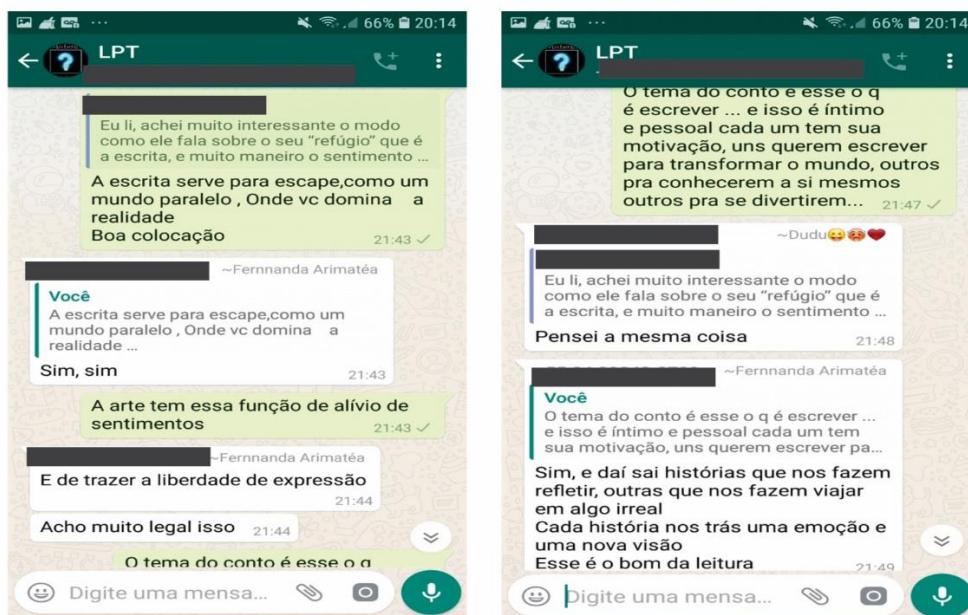 66% 20:14
LPT
Eu li, achei muito interessante o modo
como ele fala sobre o seu “refúgio” que é
a escrita, e muito maneiro o sentimento ...
A escrita serve para escape,como um
mundo paralelo , Onde vc domina a
realidade
Boa colocação
21:43
~Fernnanda Arimatéa
Você
A escrita serve para escape,como um
mundo paralelo , Onde vc domina a
realidade ...
Sim, sim
21:43
A arte tem essa função de alívio de
sentimentos
21:43
~Fernnanda Arimatéa
E de trazer a liberdade de expressão
21:44
Acho muito legal isso 21:44
O tema do conto é esse o q
Digite uma mensa...
66% 20:14
LPT
O tema do conto e esse o q
é escrever ... e isso é íntimo
e pessoal cada um tem sua
motivação, uns querem escrever
para transformar o mundo, outros
pra conhecerem a si mesmos
outros pra se divertirem... 21:47
~Dudu😄🥵❤️
Eu li, achei muito interessante o modo
como ele fala sobre o seu “refúgio” que é
a escrita, e muito maneiro o sentimento ...
Pensei a mesma coisa
21:48
~Fernnanda Arimatéa
Você
O tema do conto é esse o q é escrever ...
e isso é íntimo e pessoal cada um tem
sua motivação, uns querem escrever pa...
Sim, e daí sai histórias que nos fazem
refletir, outras que nos fazem viajar
em algo irreal
Cada história nos trás uma emoção e
uma nova visão
Esse é o bom da leitura
21:49
Digite uma mensa...